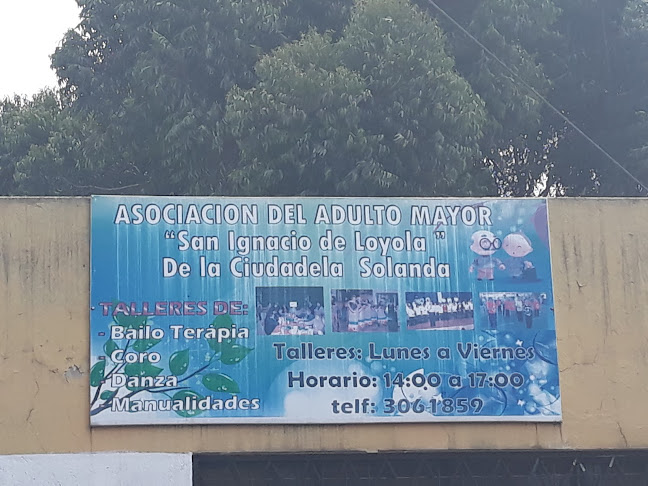 ASOCIACION DEL ADULTO MAYOR
"San Ignacio de Loyola"
De la Ciudadela Solanda
TALLERES DE:
- Bailo Terapia
- Coro
- Danza
- Manualidades
Talleres: Lunes a Viernes
Horario: 14:00 a 17:00
telf: 3061859